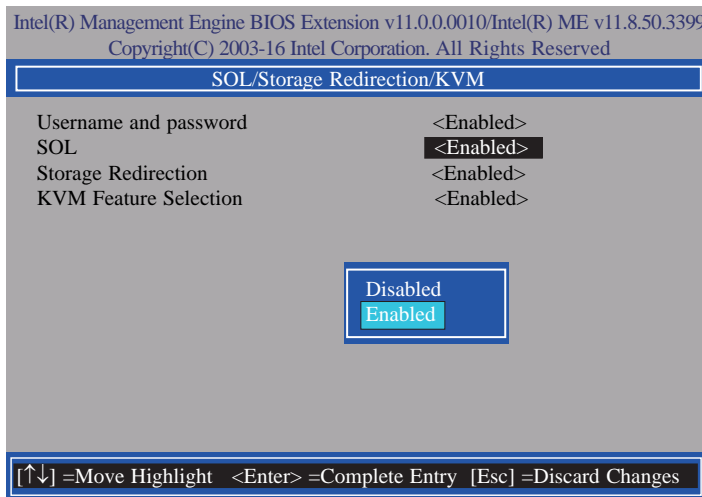 Intel(R) Management Engine BIOS Extension v11.0.0.0010/Intel(R) ME v11.8.50.3399
Copyright(C) 2003-16 Intel Corporation. All Rights Reserved
SOL/Storage Redirection/KVM
Username and password <Enabled>
SOL <Enabled>
Storage Redirection <Enabled>
KVM Feature Selection <Enabled>
Disabled
Enabled
[↑↓] =Move Highlight <Enter> =Complete Entry [Esc] =Discard Changes